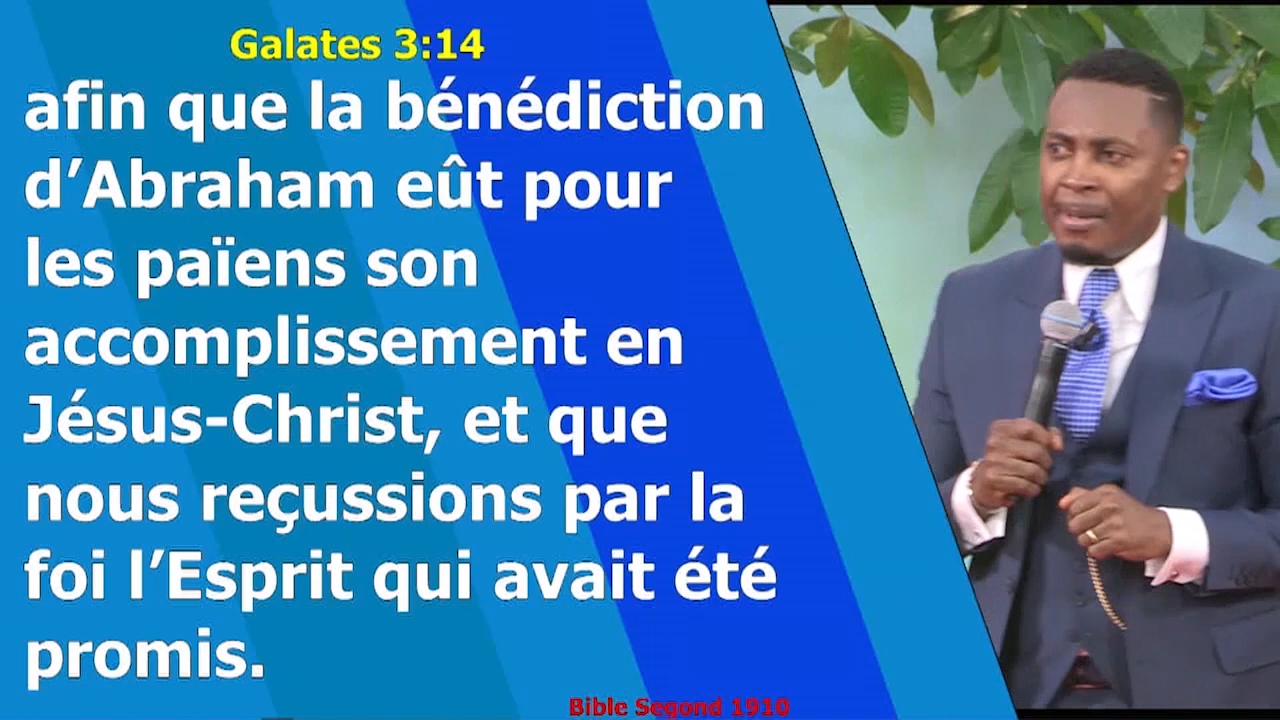 Galates 3:14
afin que la bénédiction
d’Abraham eût pour
les païens son
accomplissement en
Jésus-Christ, et que
nous reçussions par la
foi l’Esprit qui avait été
promis.
Bible Segond 1910